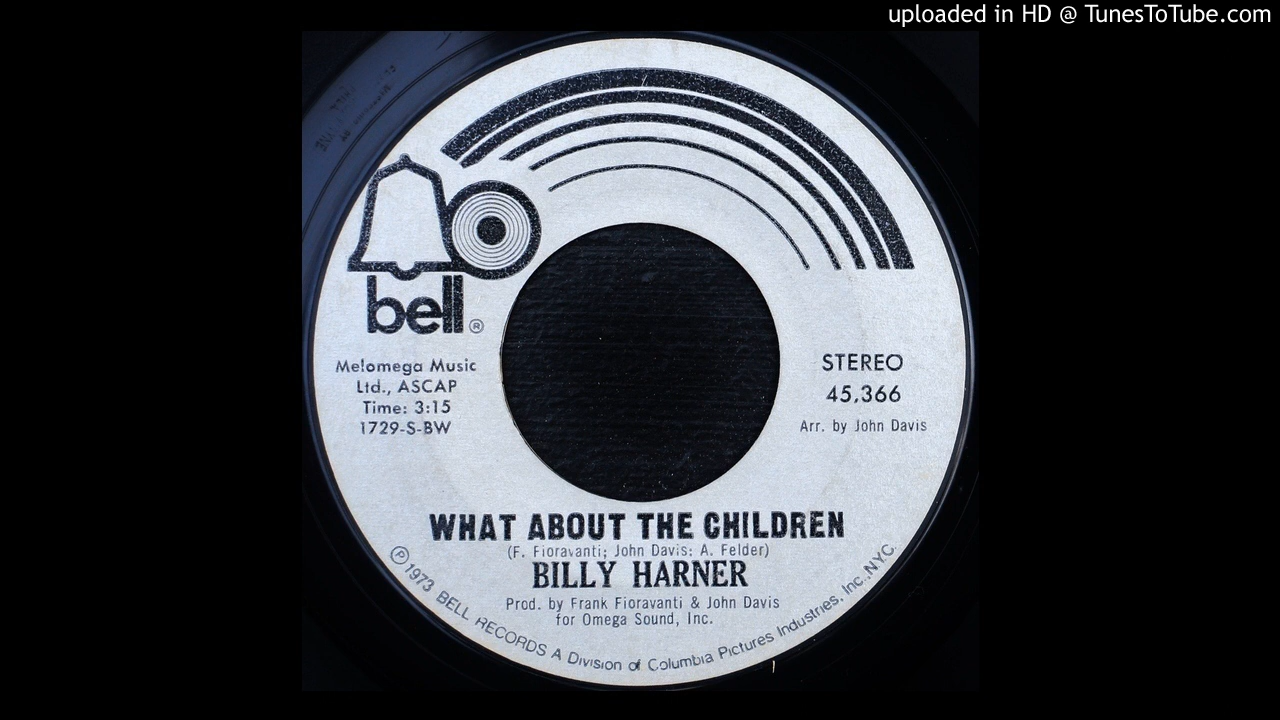 uploaded in HD @ TunesToTube.com
bell®
Melomega Music
Ltd., ASCAP
Time: 3:15
1729-S-BW
STEREO
45,366
Arr. by John Davis
WHAT ABOUT THE CHILDREN
(F. Fioravanti; John Davis; A. Felder)
BILLY HARNER
Prod. by Frank Fioravanti & John Davis
for Omega Sound, Inc.
℗1973 BELL RECORDS A Division of Columbia Pictures Industries, Inc., N.Y.C.